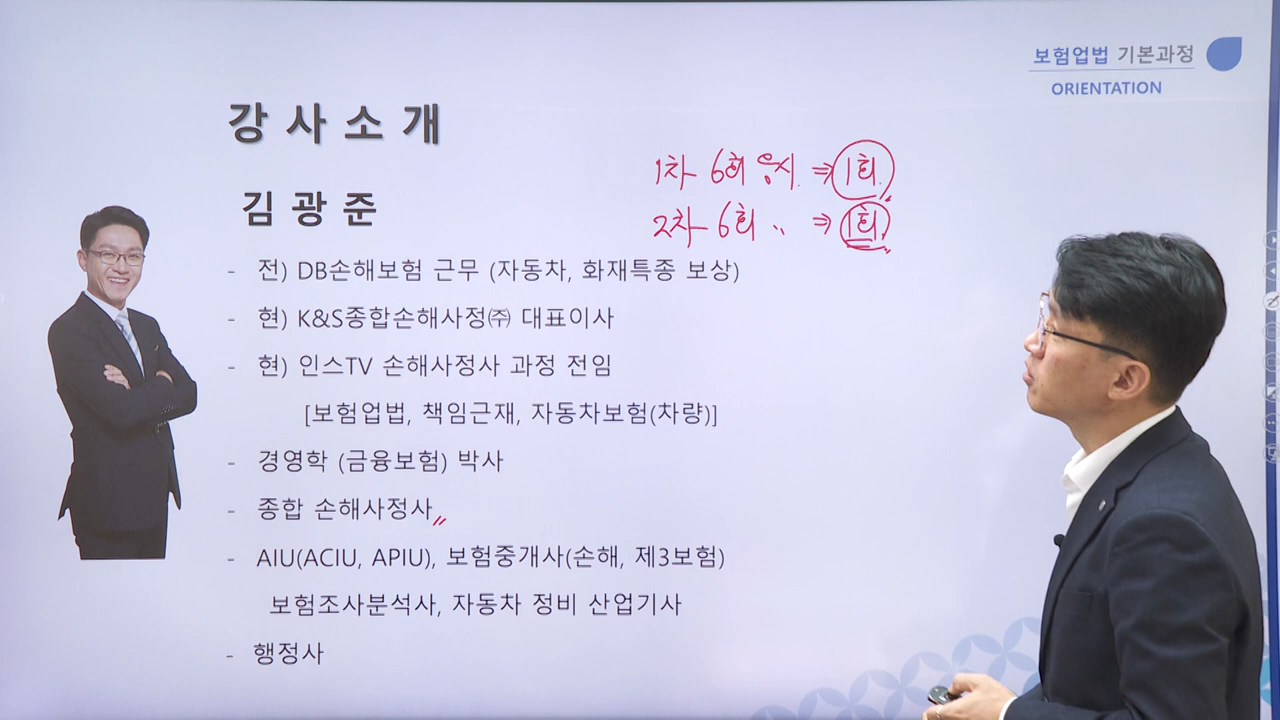 보험업법 기본과정
ORIENTATION
강 사 소 개
1차 6회 응시. ⇒ 1회.
2차 6회 〃 ⇒ 1회.
김 광 준
- 전) DB손해보험 근무 (자동차, 화재특종 보상)
- 현) K&S종합손해사정㈜ 대표이사
- 현) 인스TV 손해사정사 과정 전임
[보험업법, 책임근재, 자동차보험(차량)]
- 경영학 (금융보험) 박사
- 종합 손해사정사
- AIU(ACIU, APIU), 보험중개사(손해, 제3보험)
보험조사분석사, 자동차 정비 산업기사
- 행정사